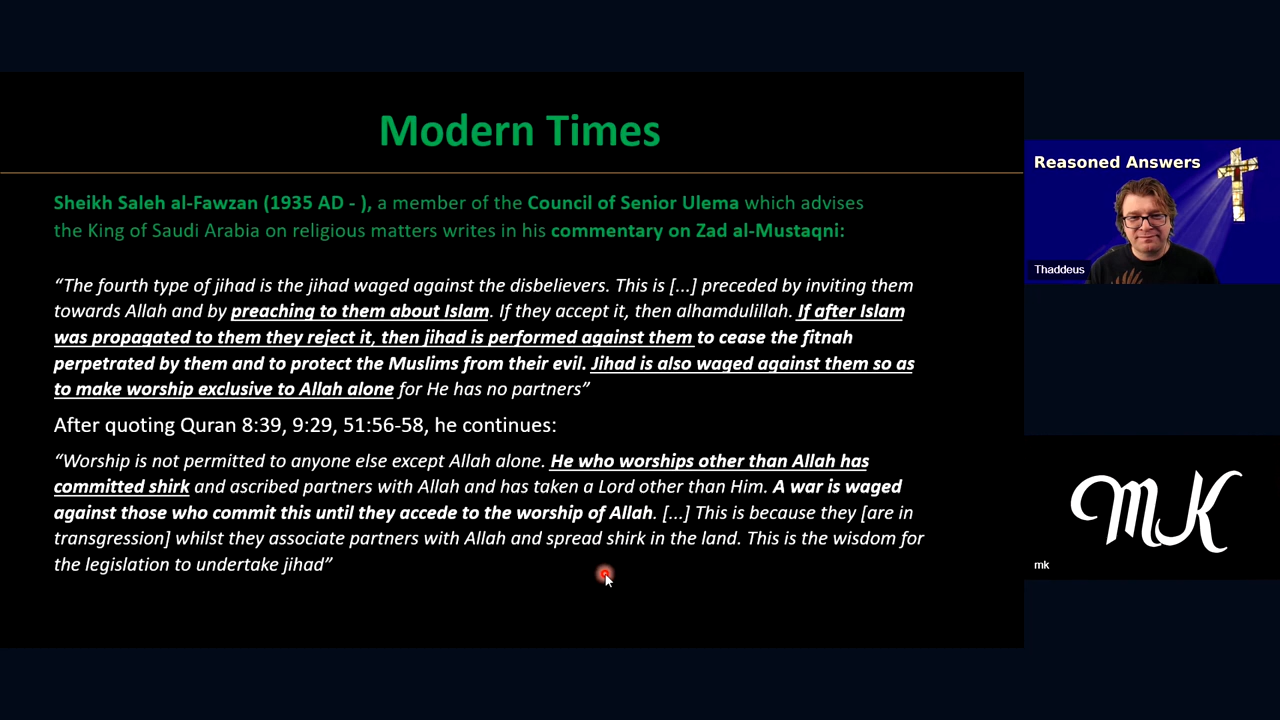 Modern Times
Sheikh Saleh al-Fawzan (1935 AD - ), a member of the Council of Senior Ulema which advises
the King of Saudi Arabia on religious matters writes in his commentary on Zad al-Mustaqni:
“The fourth type of jihad is the jihad waged against the disbelievers. This is [...] preceded by inviting them
towards Allah and by preaching to them about Islam. If they accept it, then alhamdulillah. If after Islam
was propagated to them they reject it, then jihad is performed against them to cease the fitnah
perpetrated by them and to protect the Muslims from their evil. Jihad is also waged against them so as
to make worship exclusive to Allah alone for He has no partners”
After quoting Quran 8:39, 9:29, 51:56-58, he continues:
“Worship is not permitted to anyone else except Allah alone. He who worships other than Allah has
committed shirk and ascribed partners with Allah and has taken a Lord other than Him. A war is waged
against those who commit this until they accede to the worship of Allah. [...] This is because they [are in
transgression] whilst they associate partners with Allah and spread shirk in the land. This is the wisdom for
the legislation to undertake jihad”
Reasoned Answers
Thaddeus
MK
mk